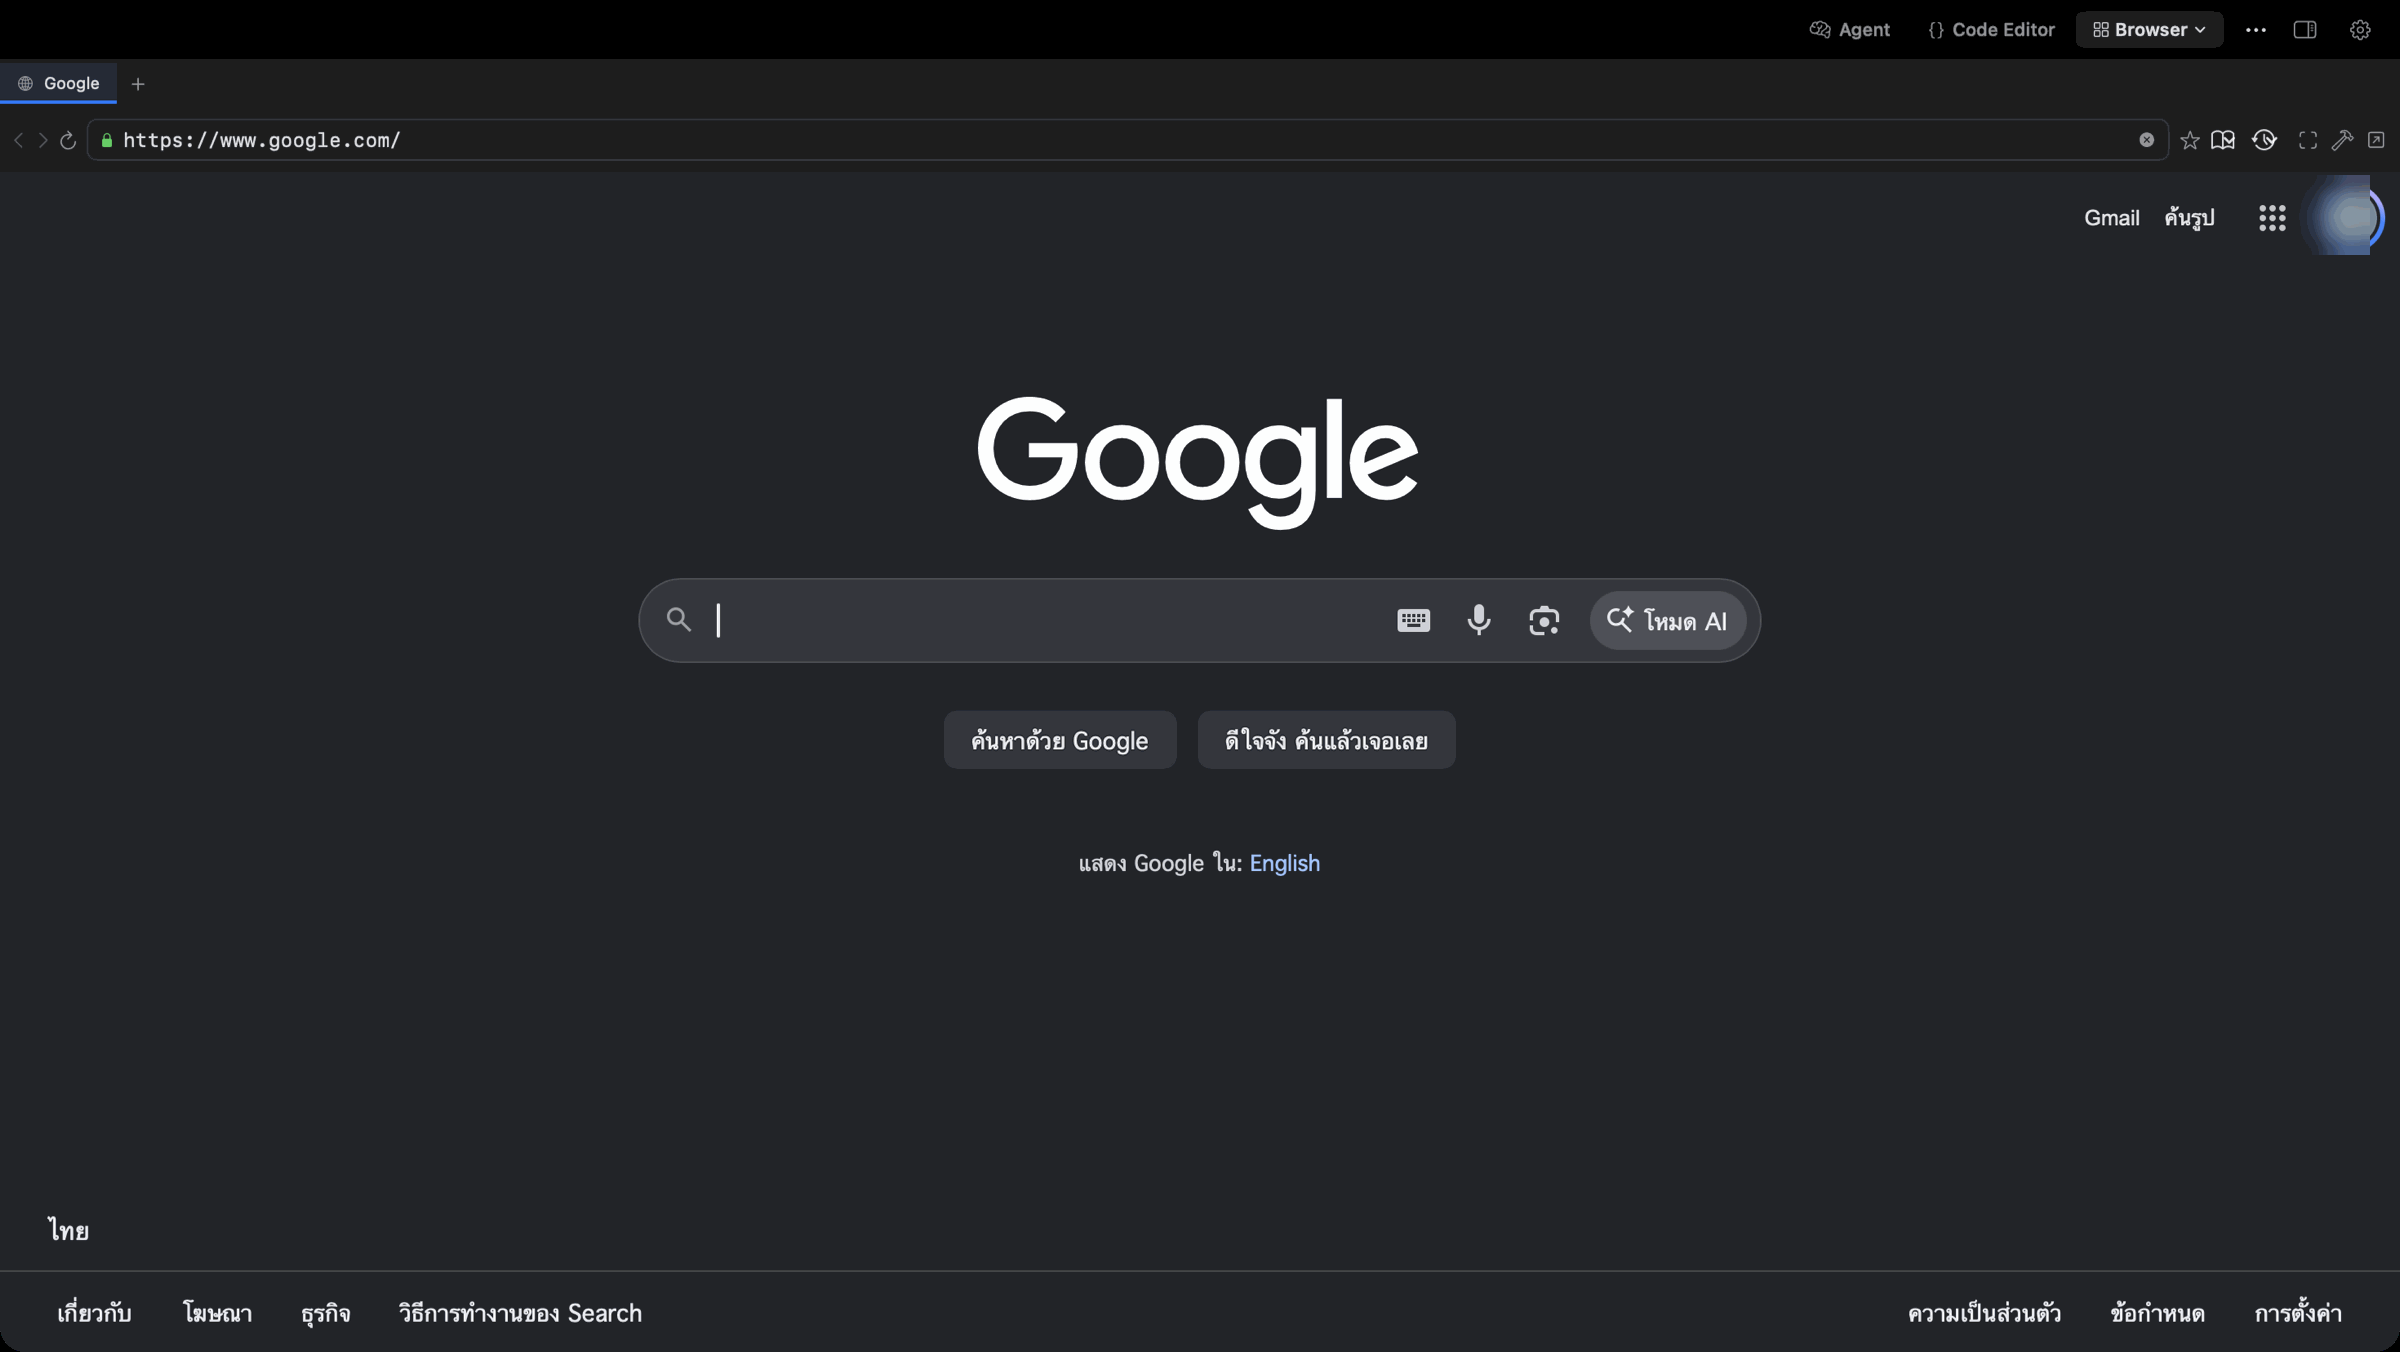 Agent {} Code Editor Browser
Google
https://www.google.com/
Gmail ค้นรูป
Google
โหมด AI
ค้นหาด้วย Google ดีใจจัง ค้นแล้วเจอเลย
แสดง Google ใน: English
ไทย
เกี่ยวกับ โฆษณา ธุรกิจ วิธีการทำงานของ Search ความเป็นส่วนตัว ข้อกำหนด การตั้งค่า